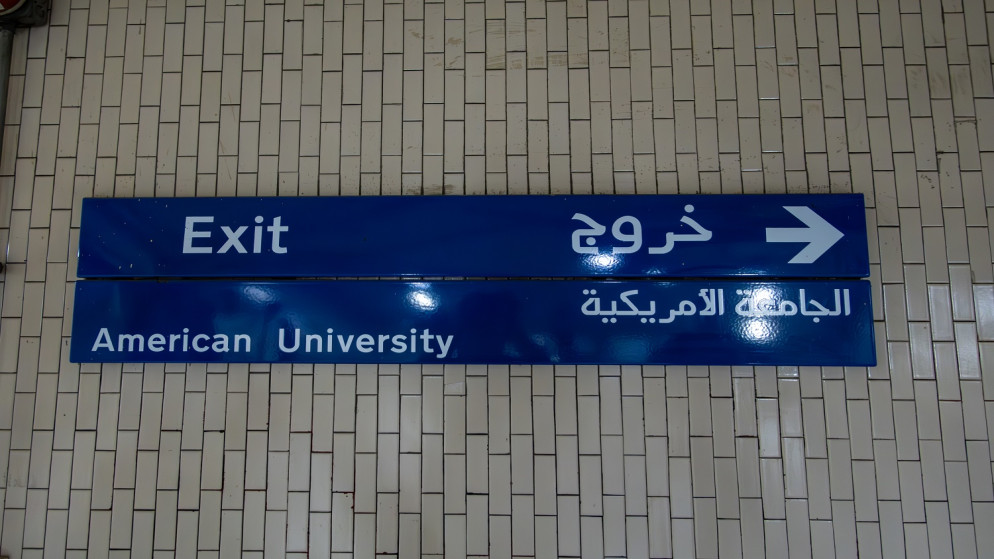 Exit خروج
الجامعة الأمريكية
American University